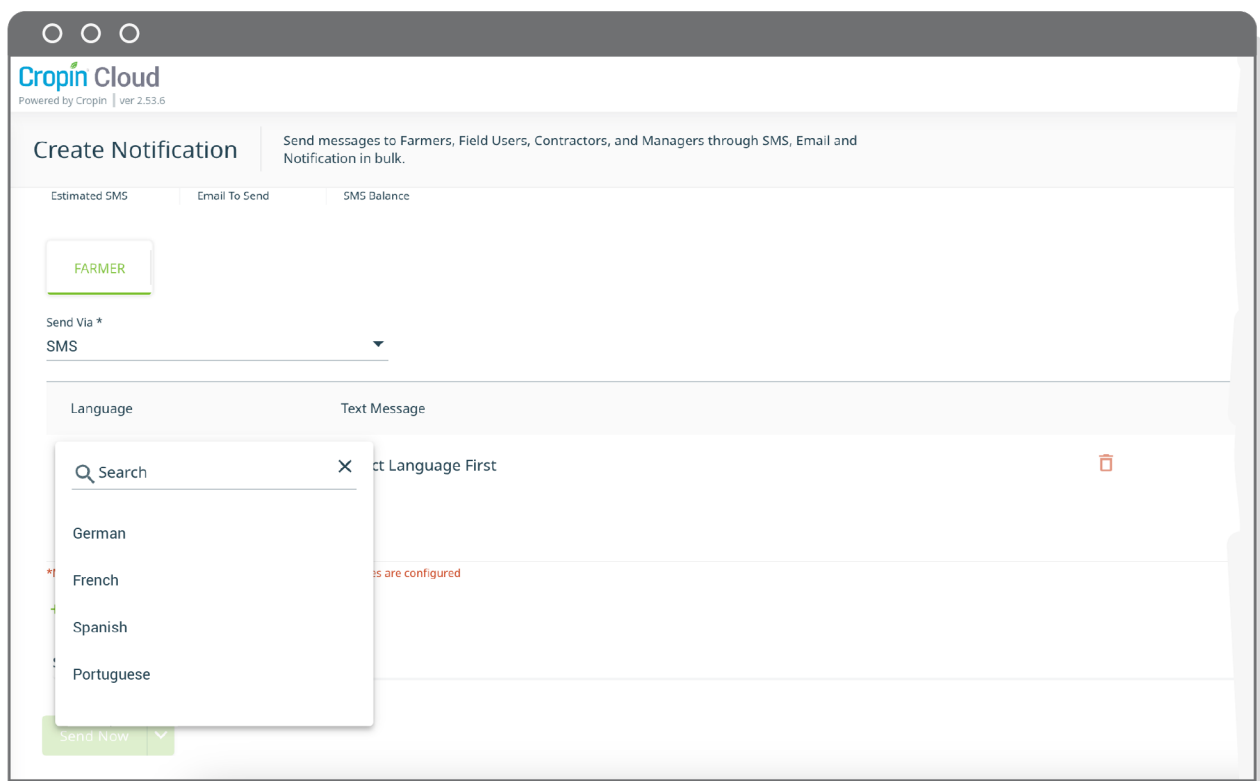 Cropin Cloud
Powered by Cropin | ver 2.53.6
Create Notification
Send messages to Farmers, Field Users, Contractors, and Managers through SMS, Email and
Notification in bulk.
Estimated SMS Email To Send SMS Balance
FARMER
Send Via *
SMS
Language Text Message
Search
ct Language First
German
French
es are configured
Spanish
Portuguese
Send Now